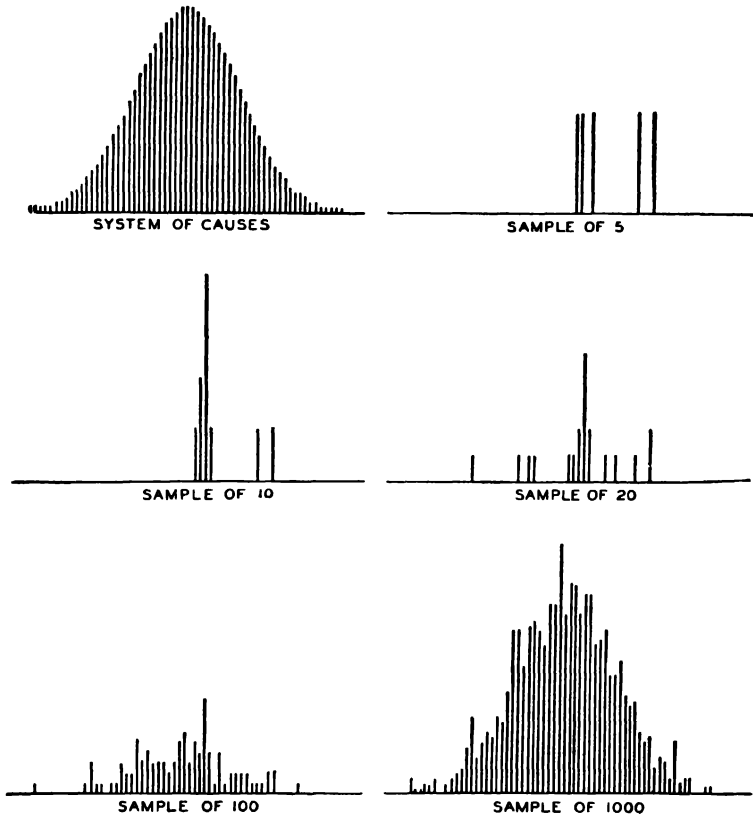 SYSTEM OF CAUSES
SAMPLE OF 5
SAMPLE OF 10
SAMPLE OF 20
SAMPLE OF 100
SAMPLE OF 1000